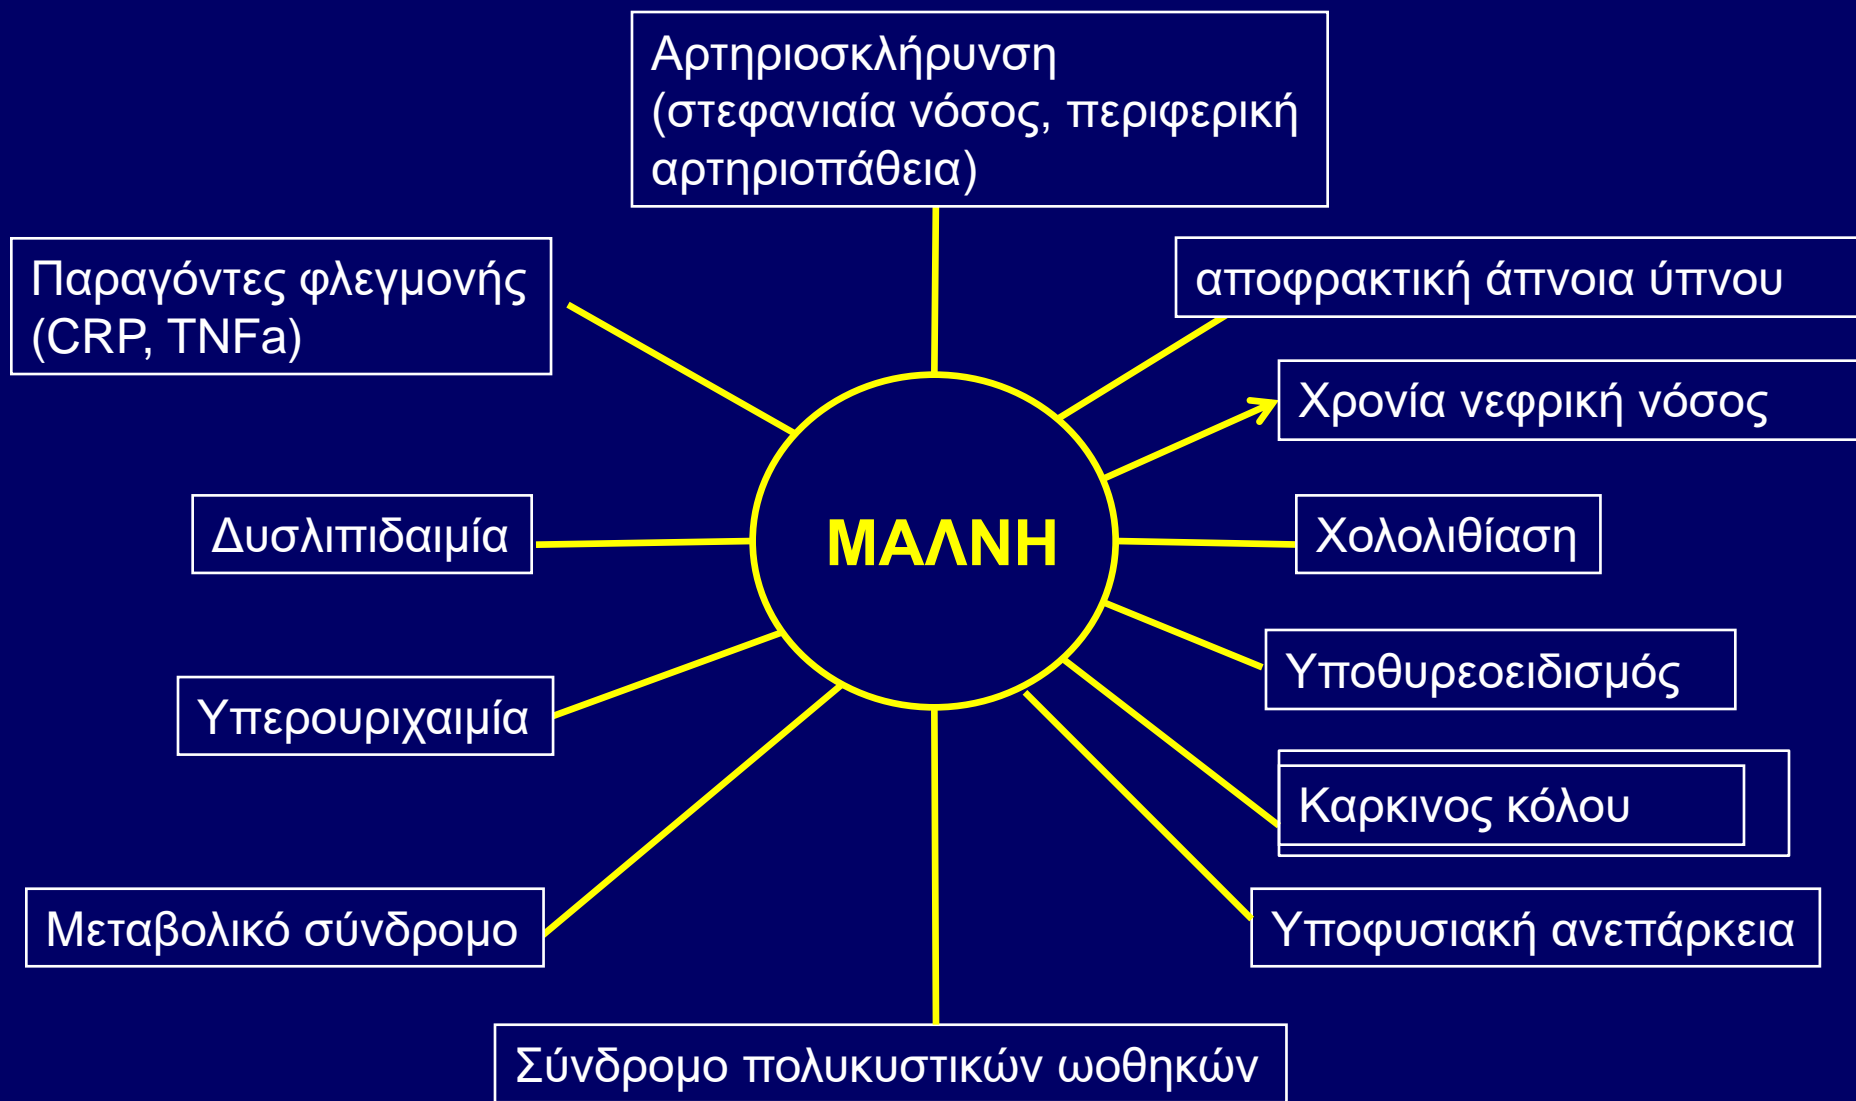 Αρτηριοσκλήρυνση
(στεφανιαία νόσος, περιφερική
αρτηριοπάθεια)
Παραγόντες φλεγμονής
(CRP, TNFa)
αποφρακτική άπνοια ύπνου
Χρονία νεφρική νόσος
Δυσλιπιδαιμία
ΜΑΛΝΗ
Χολολιθίαση
Υποθυρεοειδισμός
Υπερουριχαιμία
Καρκινος κόλου
Μεταβολικό σύνδρομο
Υποφυσιακή ανεπάρκεια
Σύνδρομο πολυκυστικών ωοθηκών